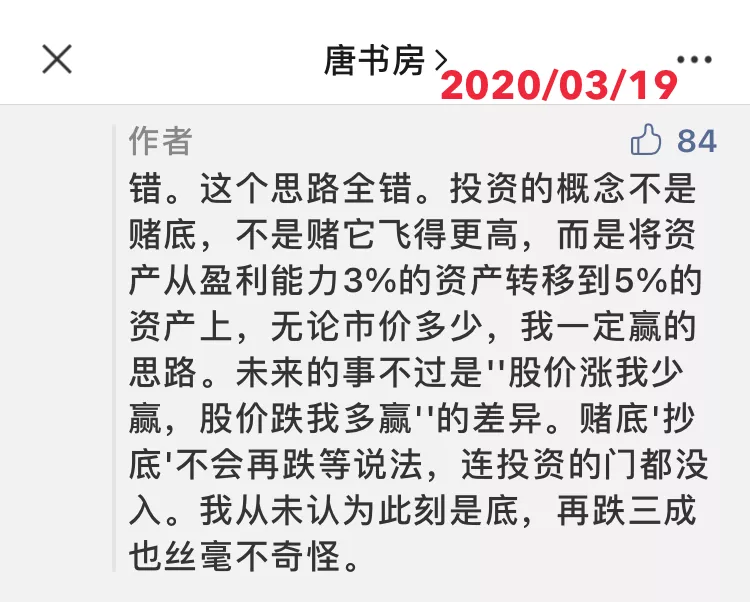 唐书房
2020/03/19
作者
84
错。这个思路全错。投资的概念不是
赌底，不是赌它飞得更高，而是将资
产从盈利能力3%的资产转移到5%的
资产上，无论市价多少，我一定赢的
思路。未来的事不过是"股价涨我少
赢，股价跌我多赢"的差异。赌底'抄
底'不会再跌等说法，连投资的门都没
入。我从未认为此刻是底，再跌三成
也丝毫不奇怪。